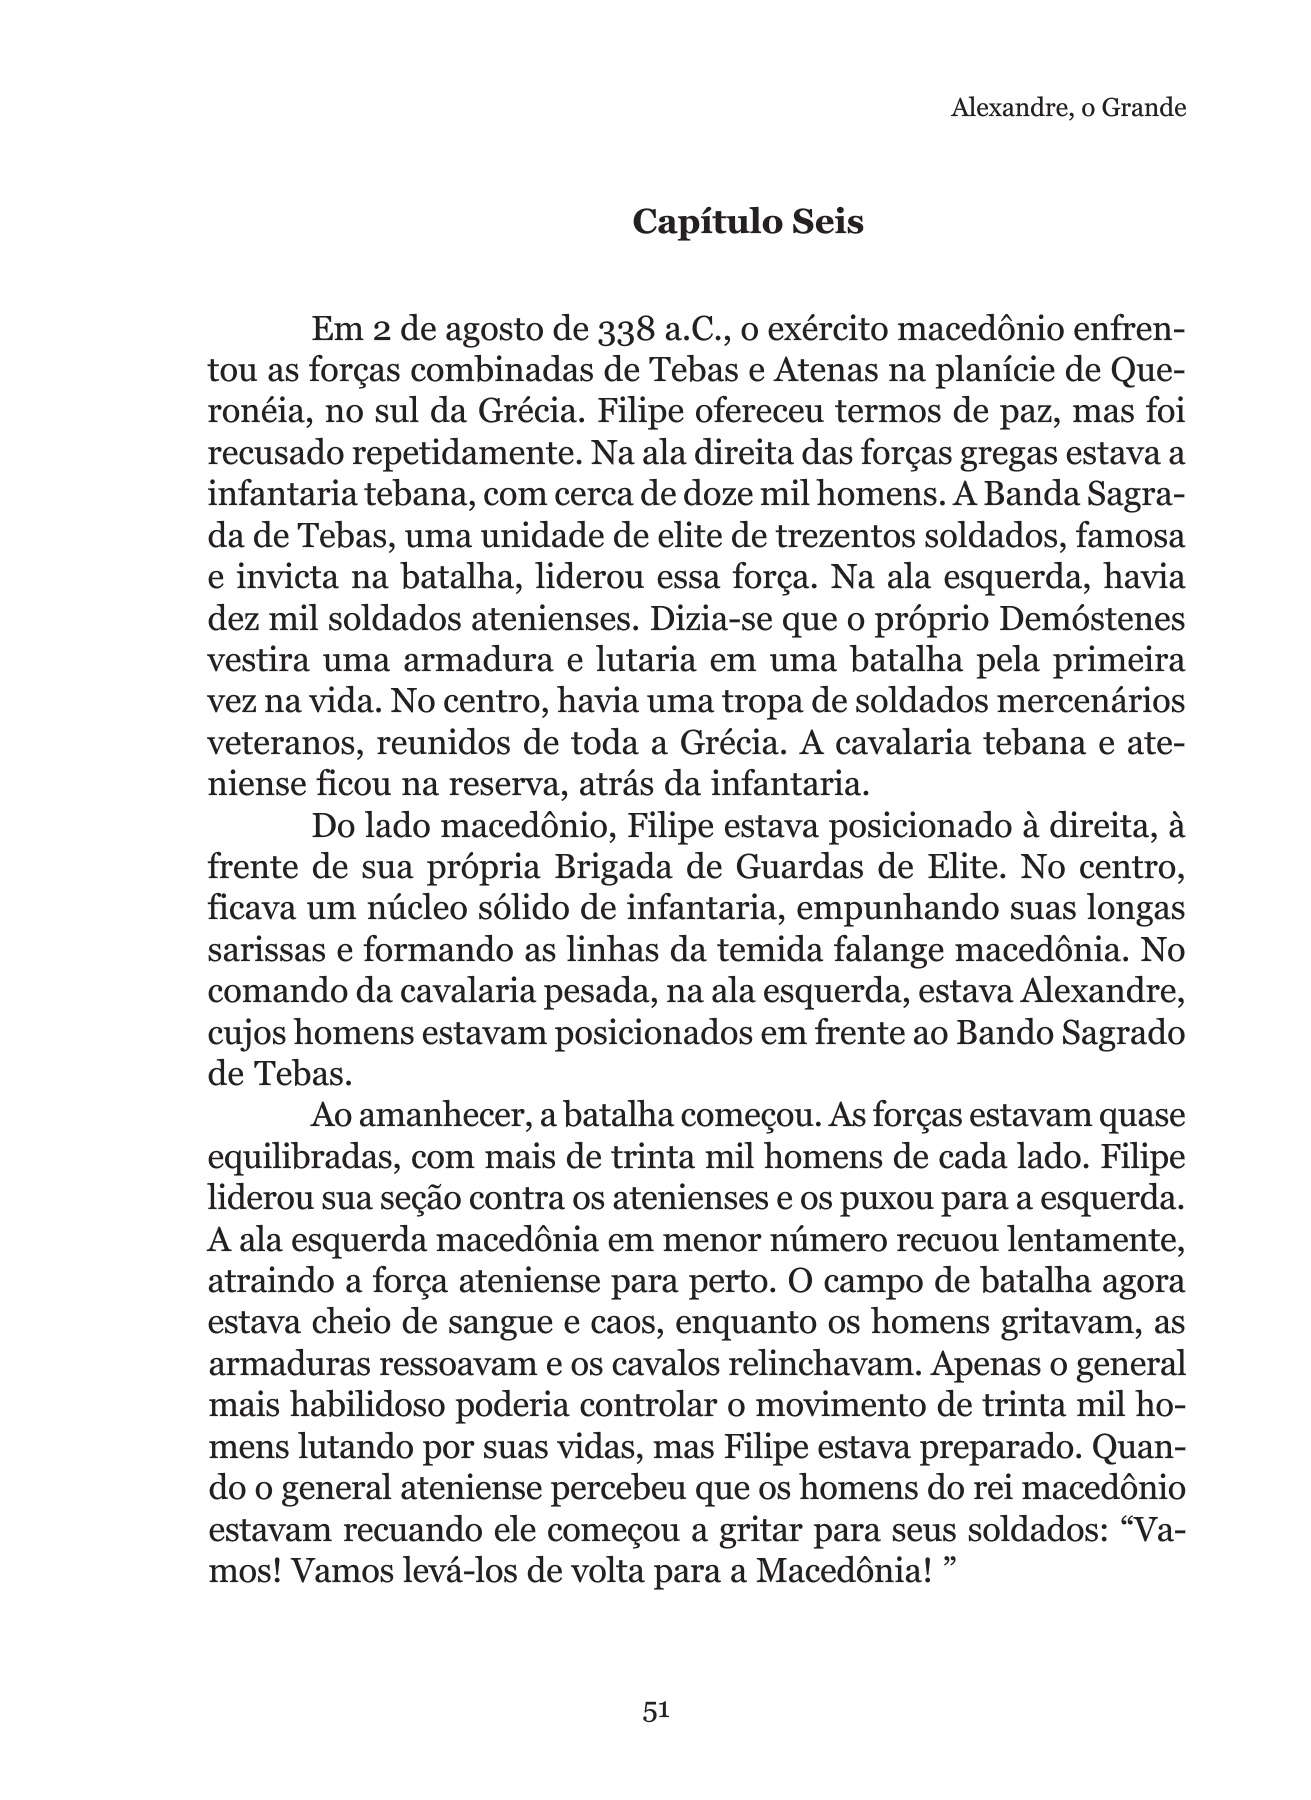 Alexandre, o Grande
Capítulo Seis
Em 2 de agosto de 338 a.C., o exército macedônio enfren-
tou as forças combinadas de Tebas e Atenas na planície de Que-
ronéia, no sul da Grécia. Filipe ofereceu termos de paz, mas foi
recusado repetidamente. Na ala direita das forças gregas estava a
infantaria tebana, com cerca de doze mil homens. A Banda Sagra-
da de Tebas, uma unidade de elite de trezentos soldados, famosa
e invicta na batalha, liderou essa força. Na ala esquerda, havia
dez mil soldados atenienses. Dizia-se que o próprio Demóstenes
vestira uma armadura e lutaria em uma batalha pela primeira
vez na vida. No centro, havia uma tropa de soldados mercenários
veteranos, reunidos de toda a Grécia. A cavalaria tebana e ate-
niense ficou na reserva, atrás da infantaria.
Do lado macedônio, Filipe estava posicionado à direita, à
frente de sua própria Brigada de Guardas de Elite. No centro,
ficava um núcleo sólido de infantaria, empunhando suas longas
sarissas e formando as linhas da temida falange macedônia. No
comando da cavalaria pesada, na ala esquerda, estava Alexandre,
cujos homens estavam posicionados em frente ao Bando Sagrado
de Tebas.
Ao amanhecer, a batalha começou. As forças estavam quase
equilibradas, com mais de trinta mil homens de cada lado. Filipe
liderou sua seção contra os atenienses e os puxou para a esquerda.
A ala esquerda macedônia em menor número recuou lentamente,
atraindo a força ateniense para perto. O campo de batalha agora
estava cheio de sangue e caos, enquanto os homens gritavam, as
armaduras ressoavam e os cavalos relinchavam. Apenas o general
mais habilidoso poderia controlar o movimento de trinta mil ho-
mens lutando por suas vidas, mas Filipe estava preparado. Quan-
do o general ateniense percebeu que os homens do rei macedônio
estavam recuando ele começou a gritar para seus soldados: “Va-
mos! Vamos levá-los de volta para a Macedônia! ”
51